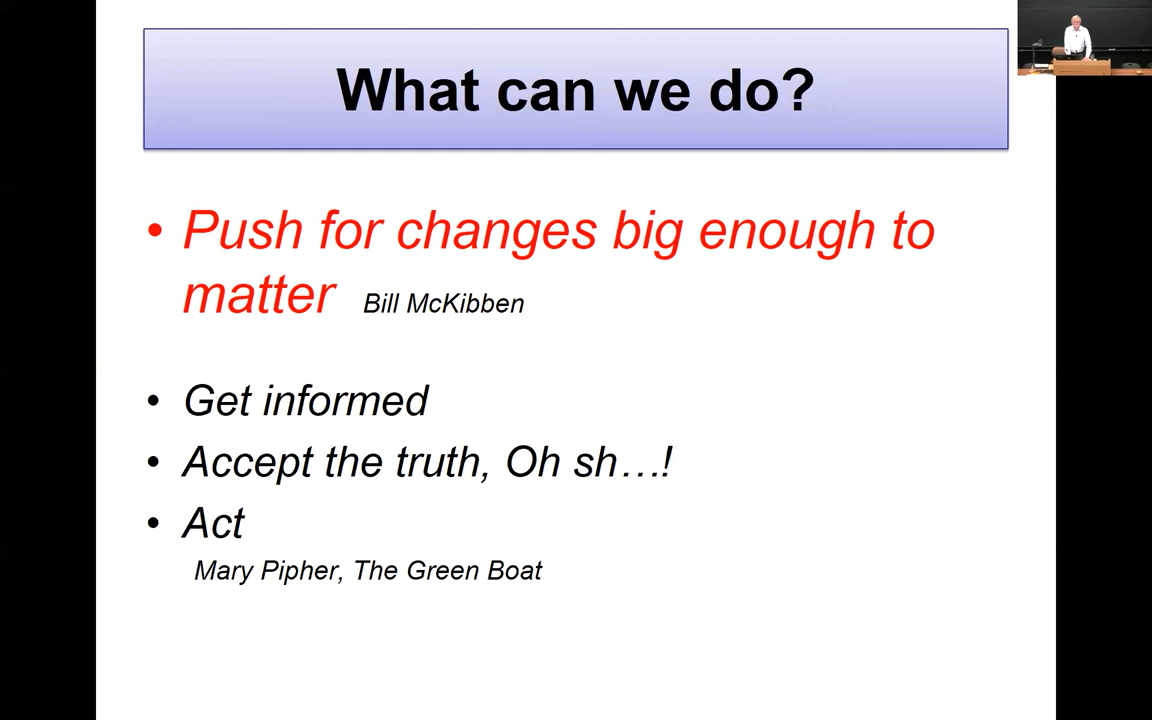 What can we do?
• Push for changes big enough to
matter Bill McKibben
• Get informed
• Accept the truth, Oh sh…!
• Act
Mary Pipher, The Green Boat